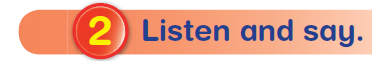 2 Listen and say.